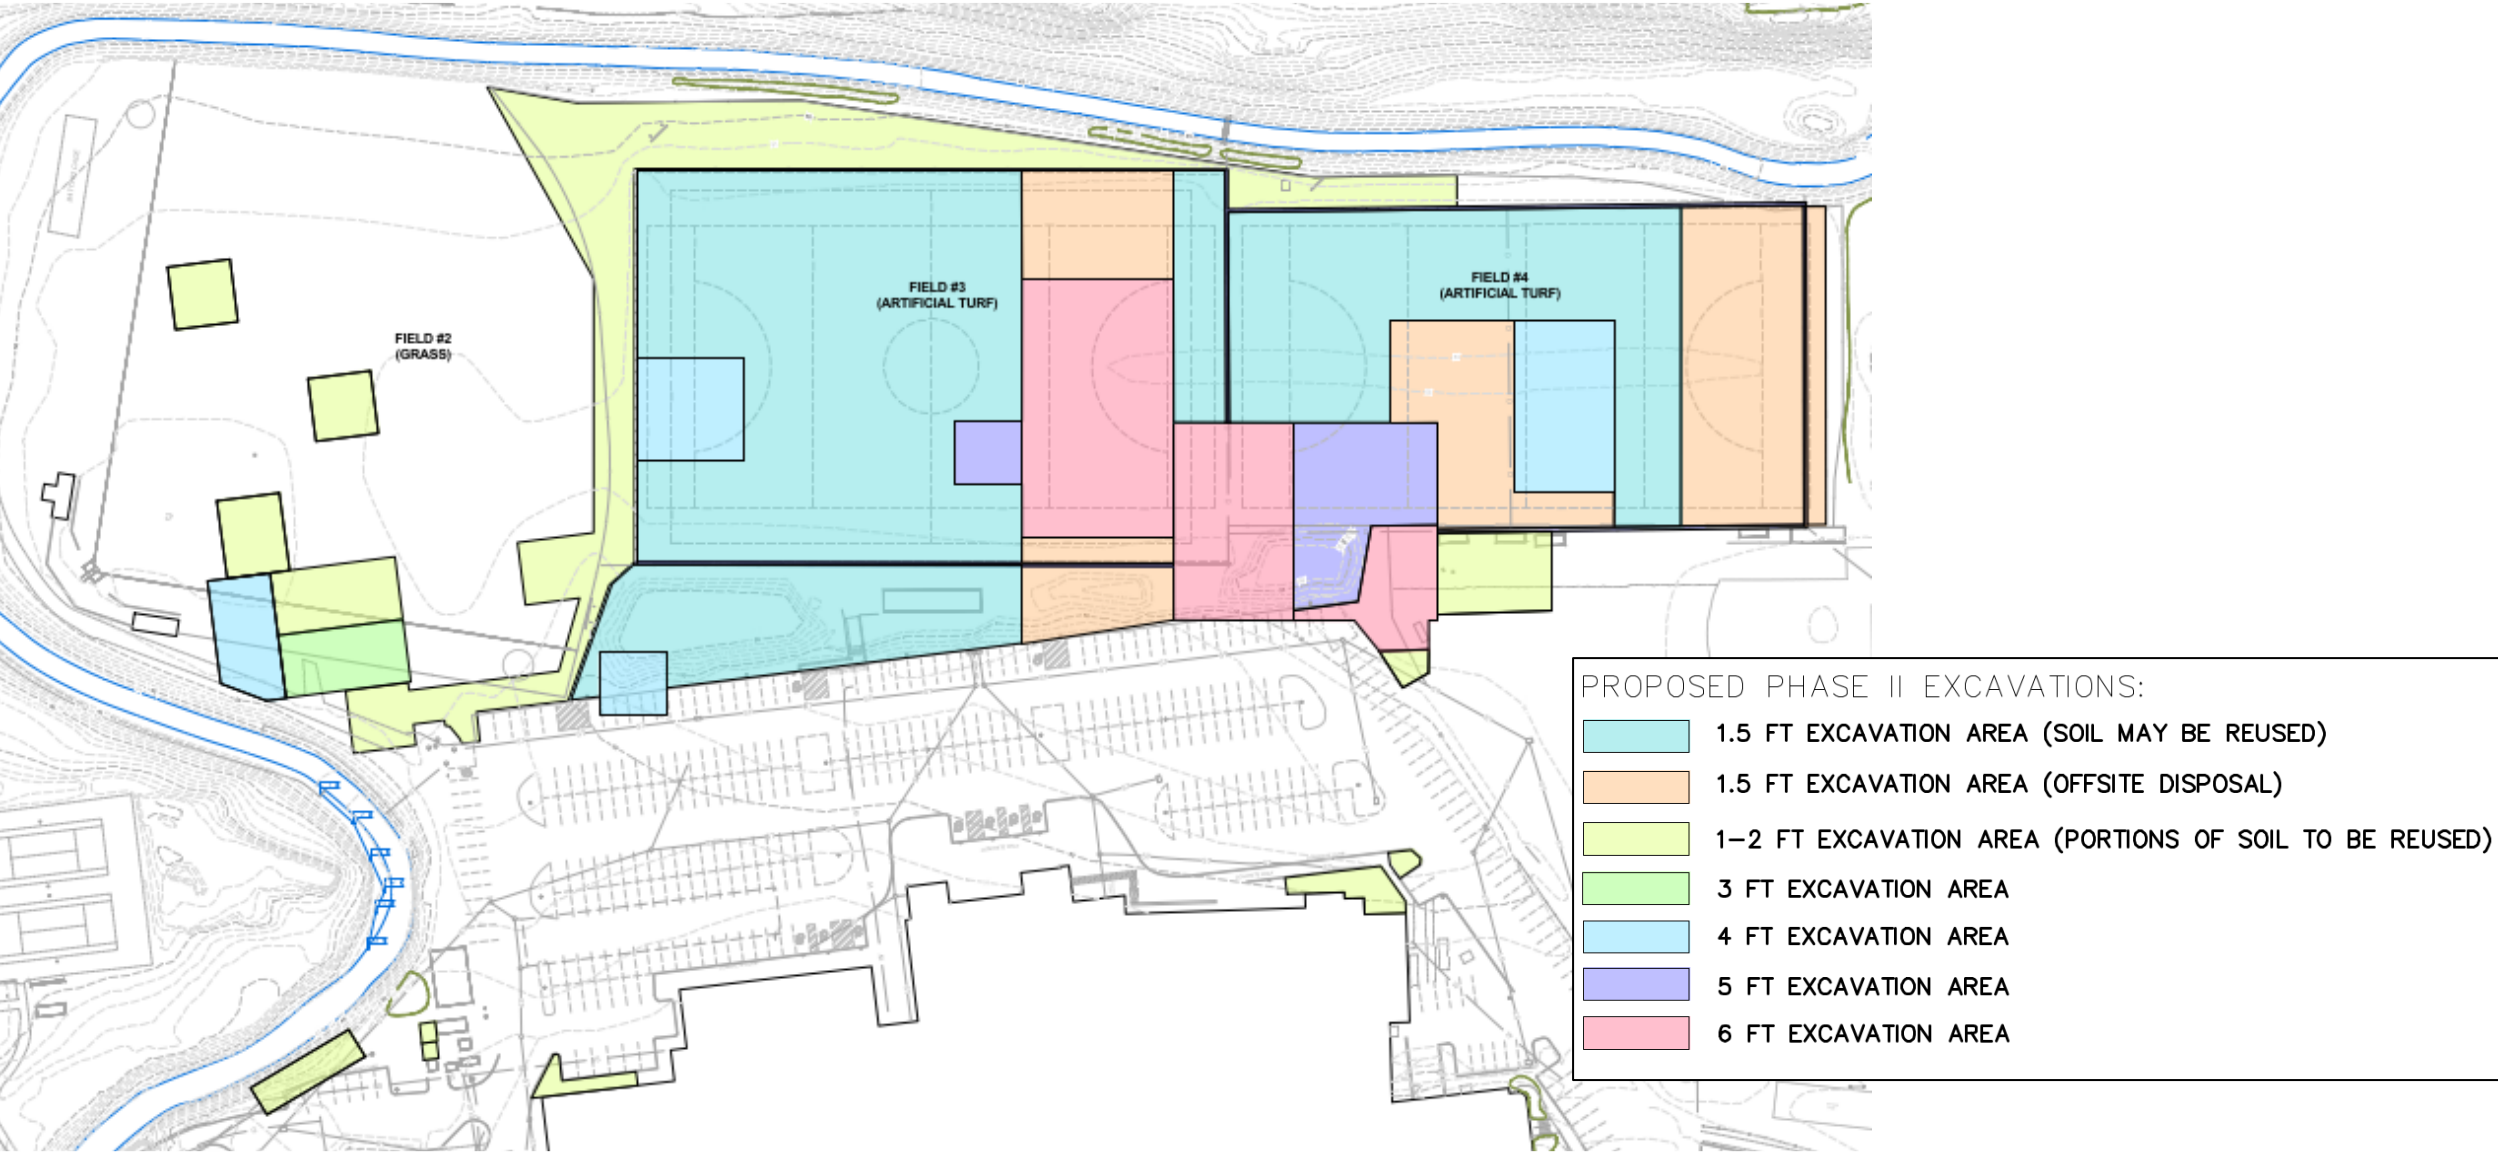 FIELD #3
(ARTIFICIAL TURF)
FIELD #4
(ARTIFICIAL TURF)
FIELD #2
(GRASS)
PROPOSED PHASE II EXCAVATIONS:
1.5 FT EXCAVATION AREA (SOIL MAY BE REUSED)
1.5 FT EXCAVATION AREA (OFFSITE DISPOSAL)
1-2 FT EXCAVATION AREA (PORTIONS OF SOIL TO BE REUSED)
3 FT EXCAVATION AREA
4 FT EXCAVATION AREA
5 FT EXCAVATION AREA
6 FT EXCAVATION AREA